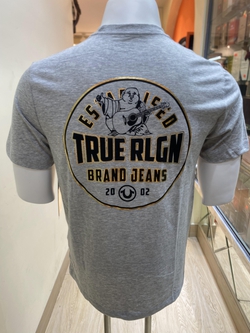 ESTABLISHED
TRUE RLGN
BRAND JEANS
20 02